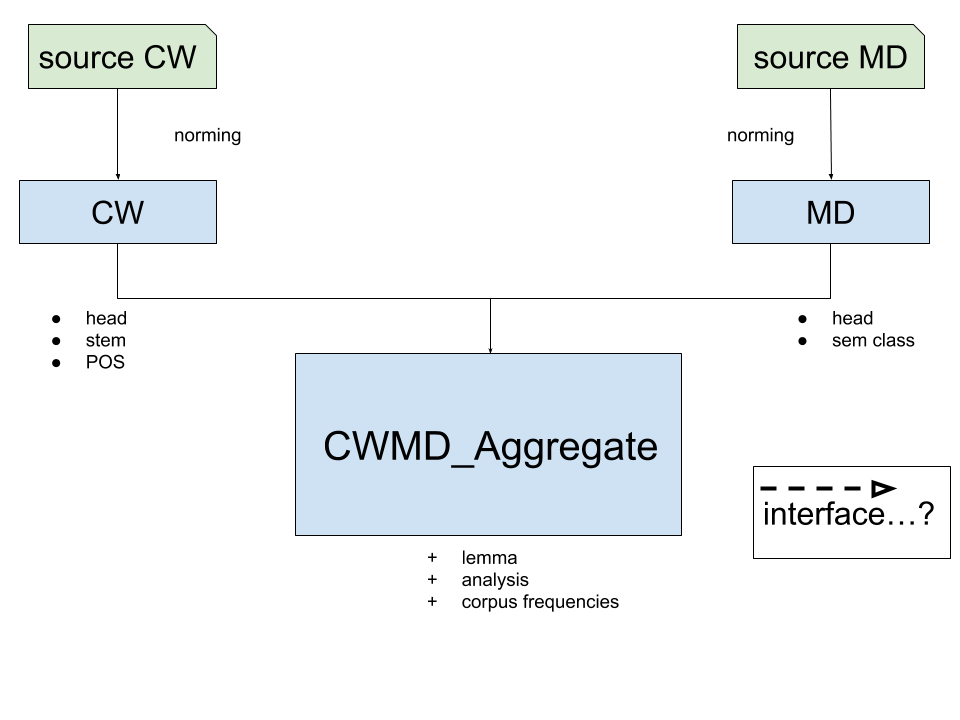 source CW
source MD
norming
norming
CW
MD
● head
● stem
● POS
● head
● sem class
CWMD_Aggregate
interface…?
+ lemma
+ analysis
+ corpus frequencies